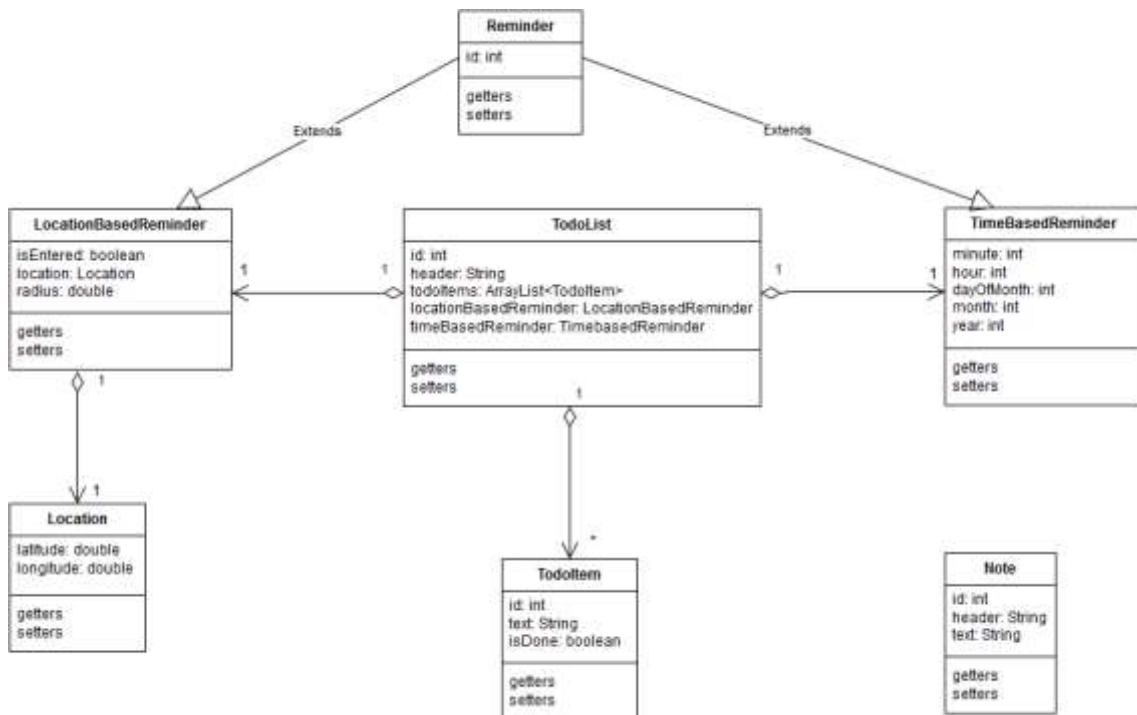 Reminder
id: int
getters
setters
Extends
Extends
LocationBasedReminder
isEntered: boolean
location: Location
radius: double
getters
setters
1
1
TodoList
id: int
header: String
todoItems: ArrayList<TodoItem>
locationBasedReminder: LocationBasedReminder
timeBasedReminder: TimebasedReminder
getters
setters
1
1
TimeBasedReminder
minute: int
hour: int
dayOfMonth: int
month: int
year: int
getters
setters
1
1
Location
latitude: double
longitude: double
getters
setters
1
*
TodoItem
id: int
text: String
isDone: boolean
getters
setters
Note
id: int
header: String
text: String
getters
setters